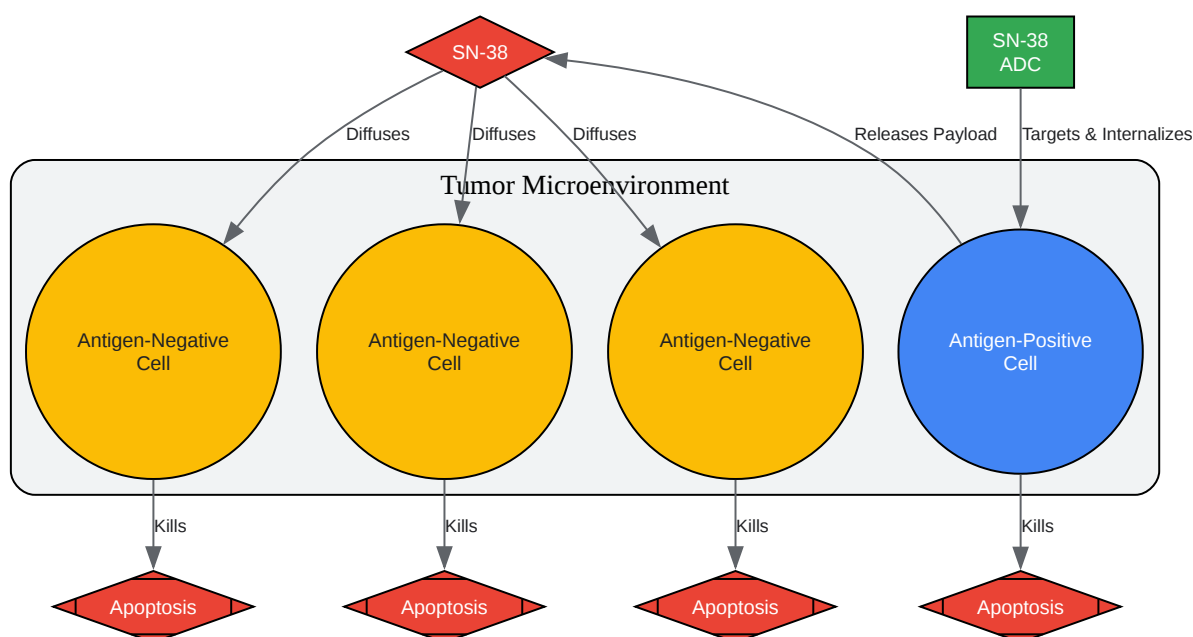 SN-38
SN-38
ADC
Diffuses
Diffuses
Diffuses
Releases Payload
Targets & Internalizes
Tumor Microenvironment
Antigen-Negative
Cell
Antigen-Negative
Cell
Antigen-Negative
Cell
Antigen-Positive
Cell
Kills
Kills
Kills
Kills
Apoptosis
Apoptosis
Apoptosis
Apoptosis